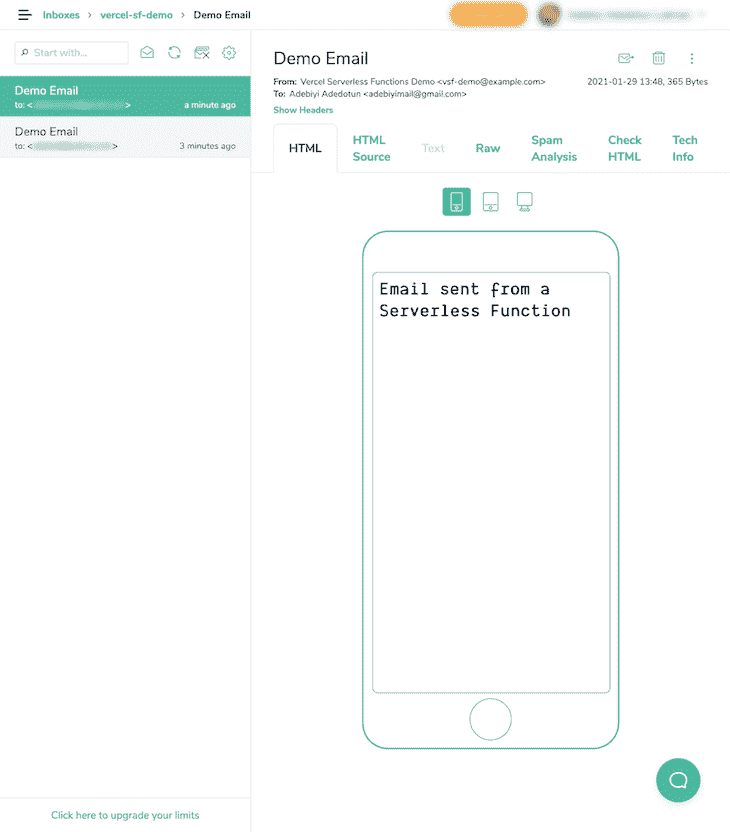 Inboxes > vercel-sf-demo > Demo Email
Start with...
Demo Email
to: < > a minute ago
Demo Email
to: < > 3 minutes ago
Click here to upgrade your limits
Demo Email
From: Vercel Serverless Functions Demo <vsf-demo@example.com>
2021-01-29 13:48, 365 Bytes
To: Adebiyi Adedotun <adebiyimail@gmail.com>
Show Headers
HTML
HTML
Source
Text
Raw
Spam
Analysis
Check
HTML
Tech
Info
Email sent from a
Serverless Function